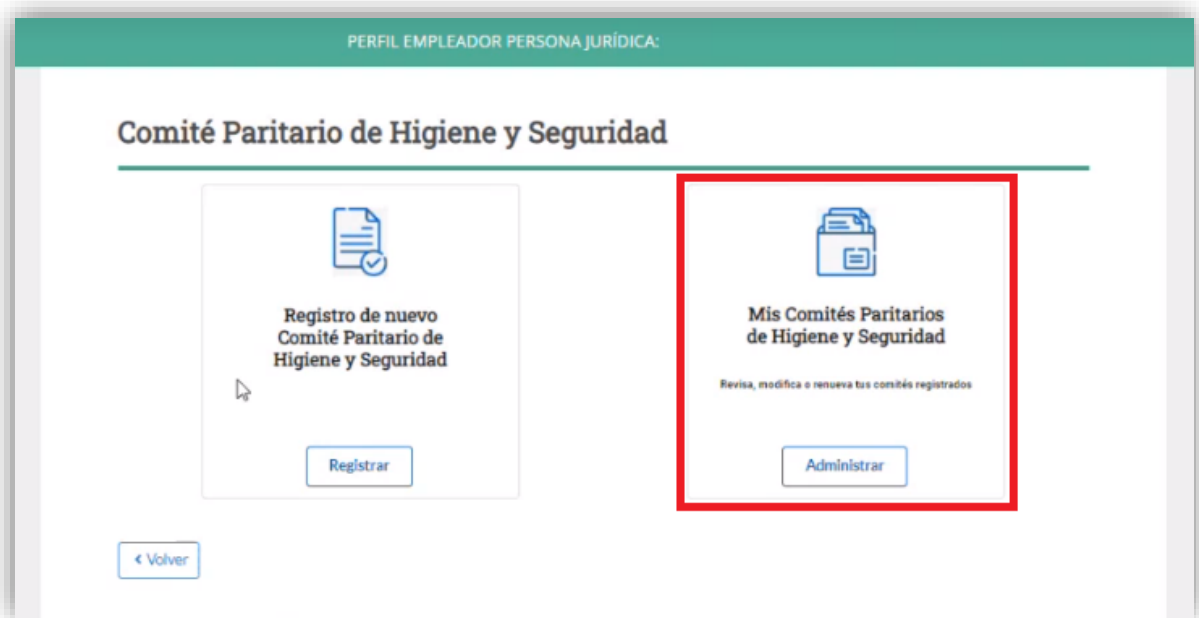 PERFIL EMPLEADOR PERSONA JURÍDICA:
Comité Paritario de Higiene y Seguridad
Registro de nuevo
Comité Paritario de
Higiene y Seguridad
Registrar
Mis Comités Paritarios
de Higiene y Seguridad
Revisa, modifica o renueva tus comités registrados
Administrar
< Volver